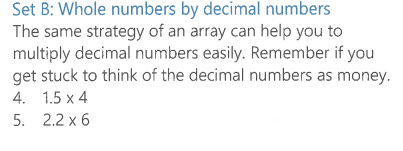 Set B: Whole numbers by decimal numbers
The same strategy of an array can help you to
multiply decimal numbers easily. Remember if you
get stuck to think of the decimal numbers as money.
4. 1.5 x 4
5. 2.2 x 6